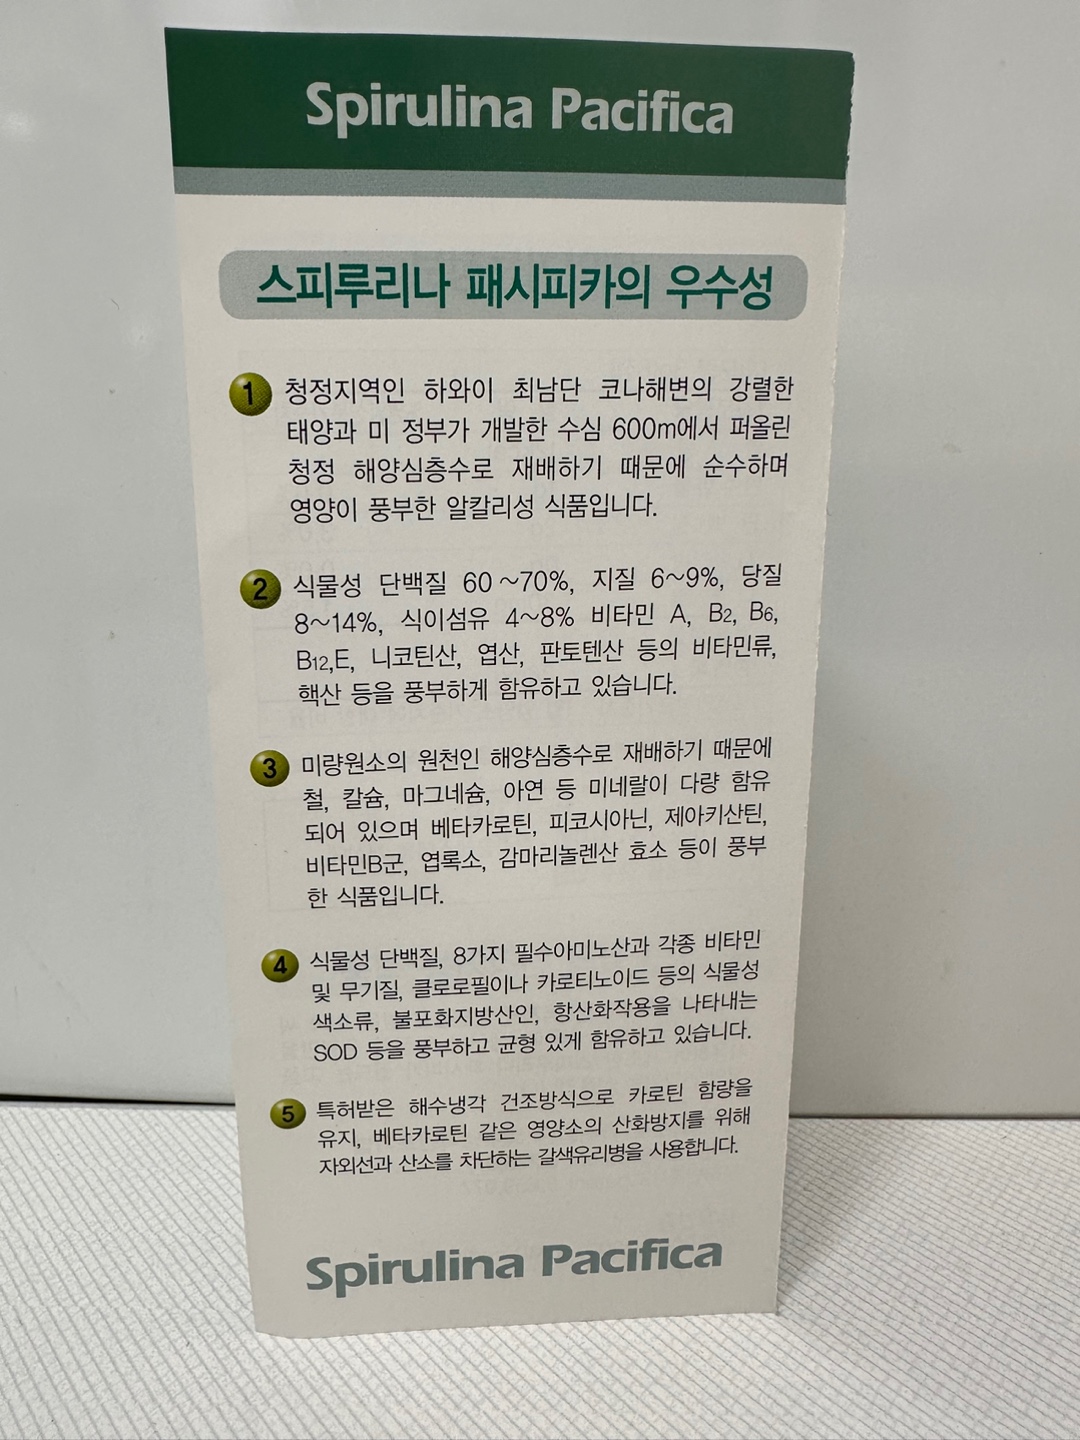 Spirulina Pacifica
스피루리나 패시피카의 우수성
1 청정지역인 하와이 최남단 코나해변의 강렬한
태양과 미 정부가 개발한 수심 600m에서 퍼올린
청정 해양심층수로 재배하기 때문에 순수하며
영양이 풍부한 알칼리성 식품입니다.
2 식물성 단백질 60~70%, 지질 6~9%, 당질
8~14%, 식이섬유 4~8% 비타민 A, B2, B6,
B12,E, 니코틴산, 엽산, 판토텐산 등의 비타민류,
핵산 등을 풍부하게 함유하고 있습니다.
3 미량원소의 원천인 해양심층수로 재배하기 때문에
철, 칼슘, 마그네슘, 아연 등 미네랄이 다량 함유
되어 있으며 베타카로틴, 피코시아닌, 제아키산틴,
비타민B군, 엽록소, 감마리놀렌산 효소 등이 풍부
한 식품입니다.
4 식물성 단백질, 8가지 필수아미노산과 각종 비타민
및 무기질, 클로로필이나 카로티노이드 등의 식물성
색소류, 불포화지방산인, 항산화작용을 나타내는
SOD 등을 풍부하고 균형 있게 함유하고 있습니다.
5 특허받은 해수냉각 건조방식으로 카로틴 함량을
유지, 베타카로틴 같은 영양소의 산화방지를 위해
자외선과 산소를 차단하는 갈색유리병을 사용합니다.
Spirulina Pacifica